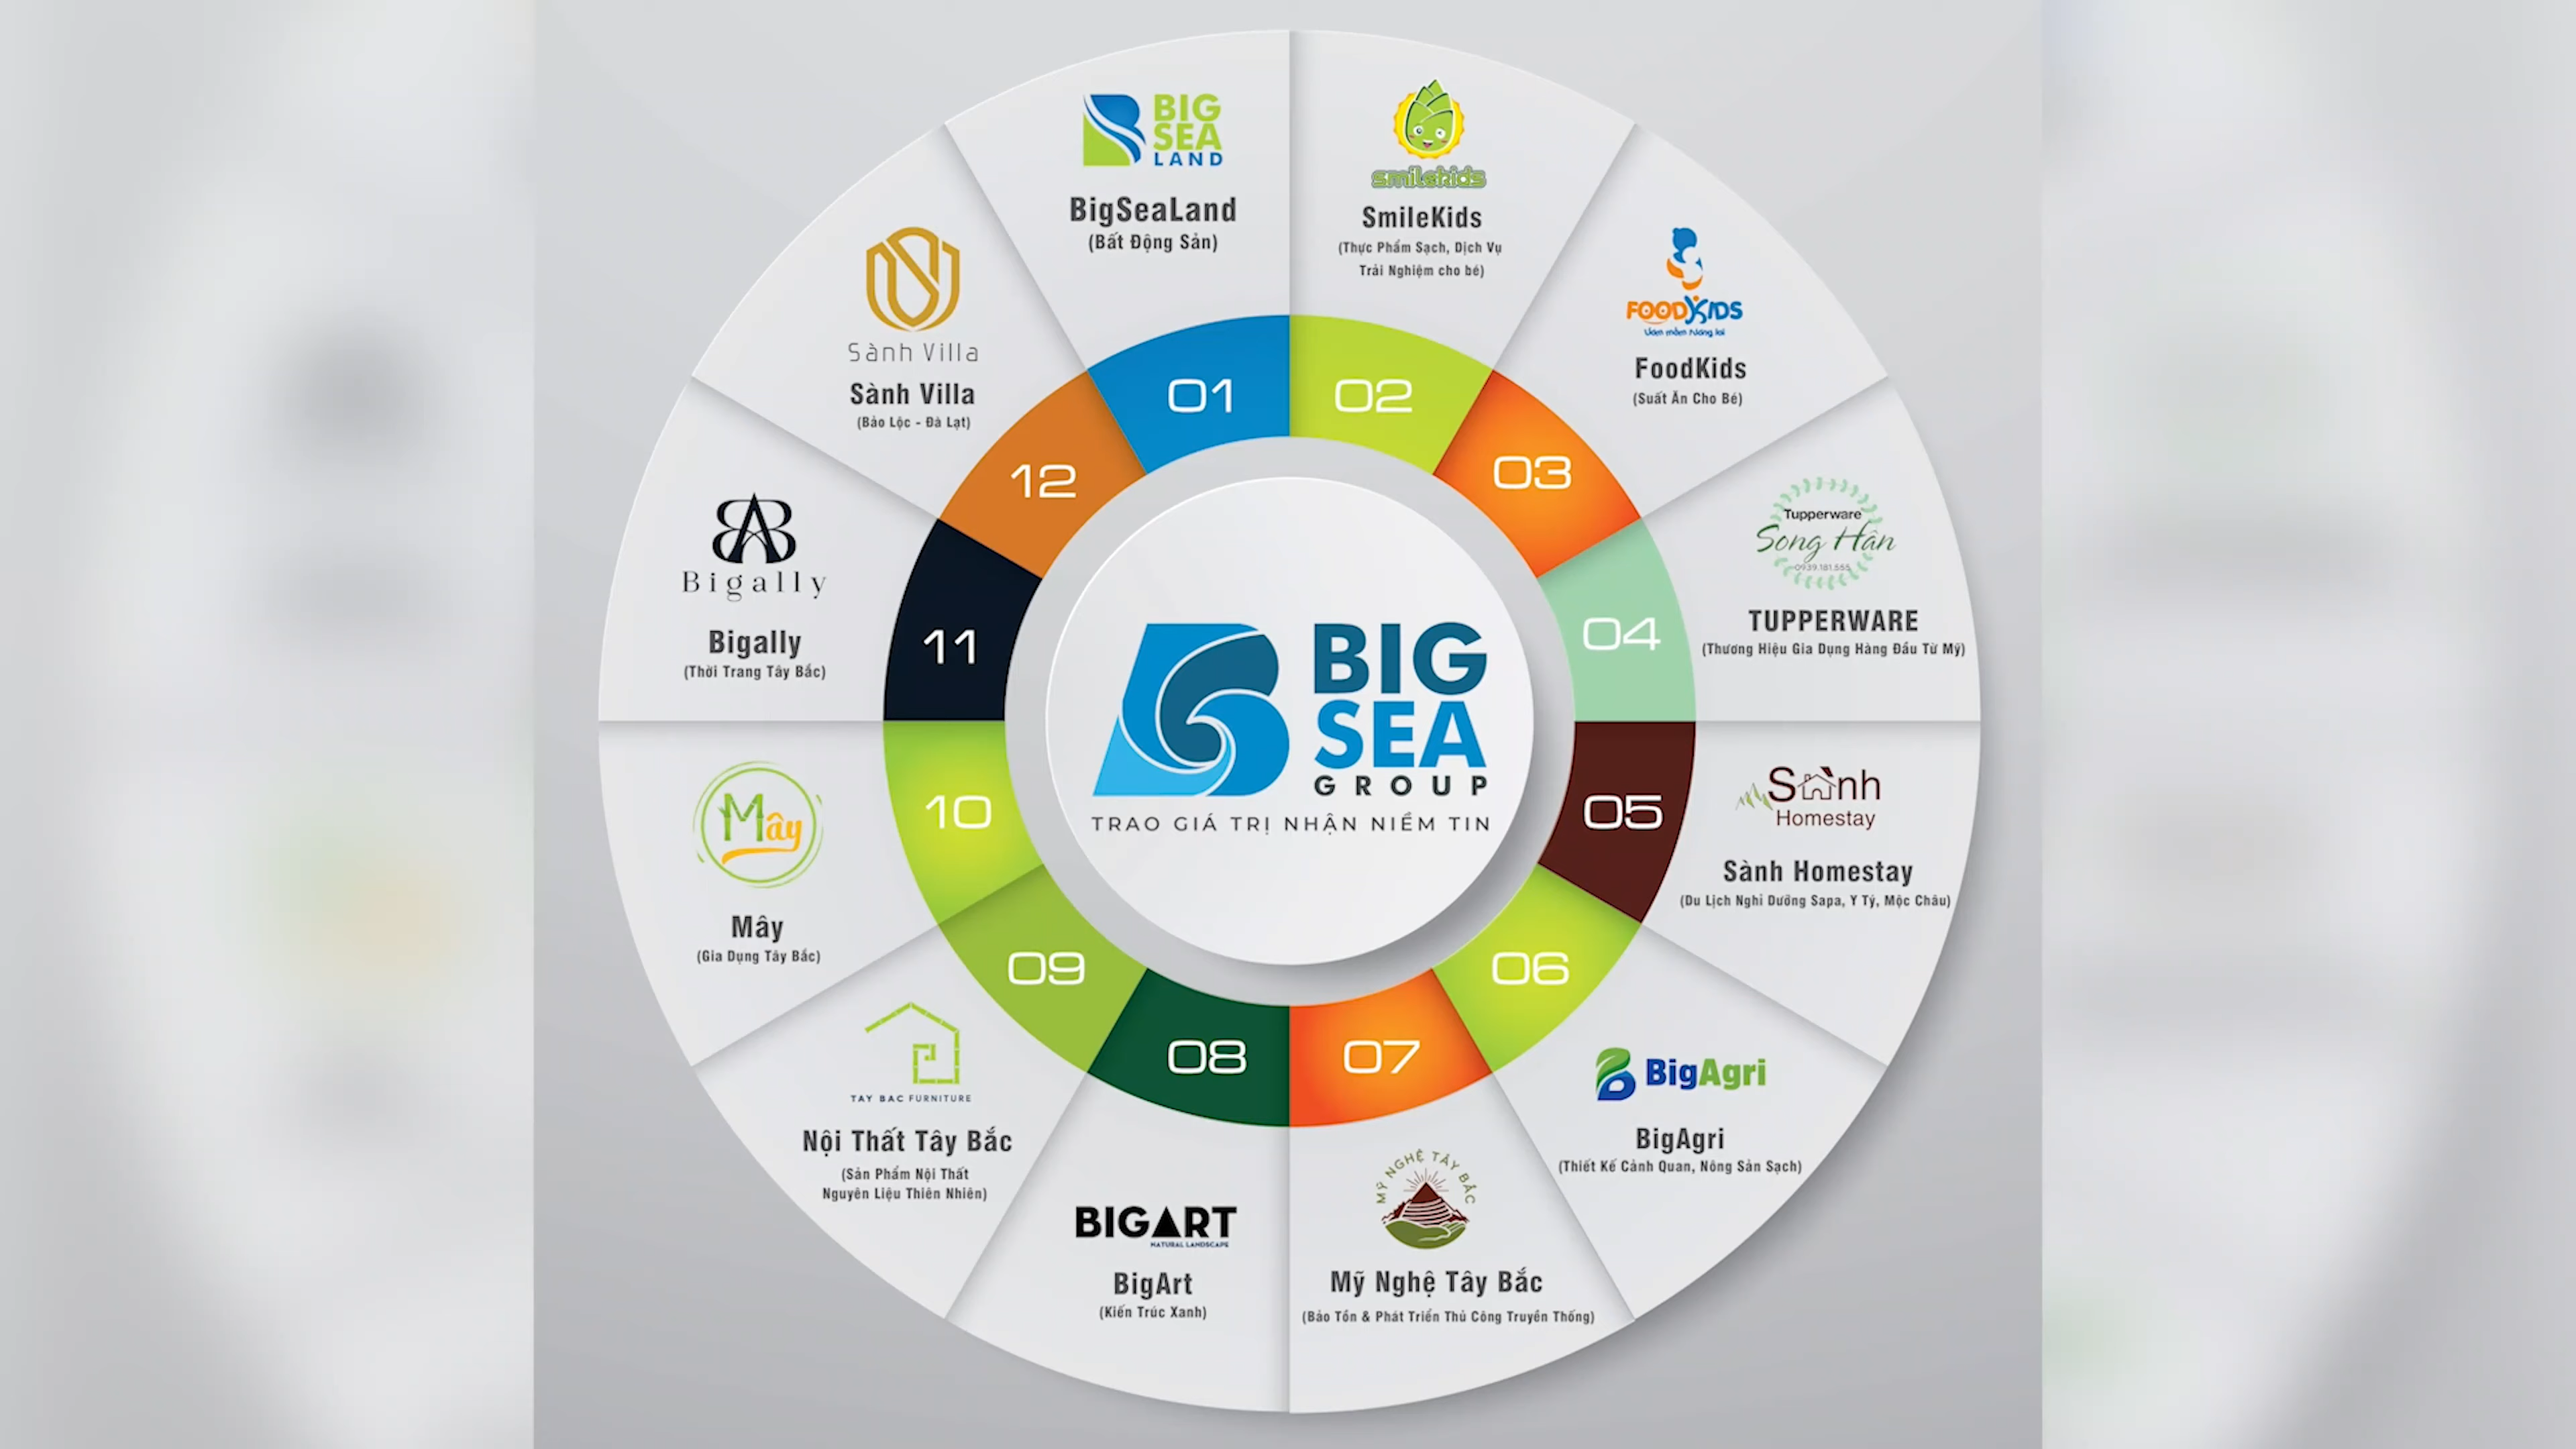 BIG
SEA
GROUP
TRAO GIÁ TRỊ NHẬN NIỀM TIN
01
BIG
SEA
LAND
BigSeaLand
(Bất Động Sản)
02
smilekids
SmileKids
(Thực Phẩm Sạch, Dịch Vụ
Trải Nghiệm cho bé)
03
FOODKIDS
Ươm mầm tương lai
FoodKids
(Suất Ăn Cho Bé)
04
Tupperware
Song Hân
0939.181.555
TUPPERWARE
(Thương Hiệu Gia Dụng Hàng Đầu Từ Mỹ)
05
Sành
Homestay
Sành Homestay
(Du Lịch Nghỉ Dưỡng Sapa, Y Tý, Mộc Châu)
06
BigAgri
BigAgri
(Thiết Kế Cảnh Quan, Nông Sản Sạch)
07
MỸ NGHỆ TÂY BẮC
Mỹ Nghệ Tây Bắc
(Bảo Tồn & Phát Triển Thủ Công Truyền Thống)
08
BIGART
NATURAL LANDSCAPE
BigArt
(Kiến Trúc Xanh)
09
TAY BAC FURNITURE
Nội Thất Tây Bắc
(Sản Phẩm Nội Thất
Nguyên Liệu Thiên Nhiên)
10
Mây
Mây
(Gia Dụng Tây Bắc)
11
Bigally
Bigally
(Thời Trang Tây Bắc)
12
Sành Villa
Sành Villa
(Bảo Lộc - Đà Lạt)